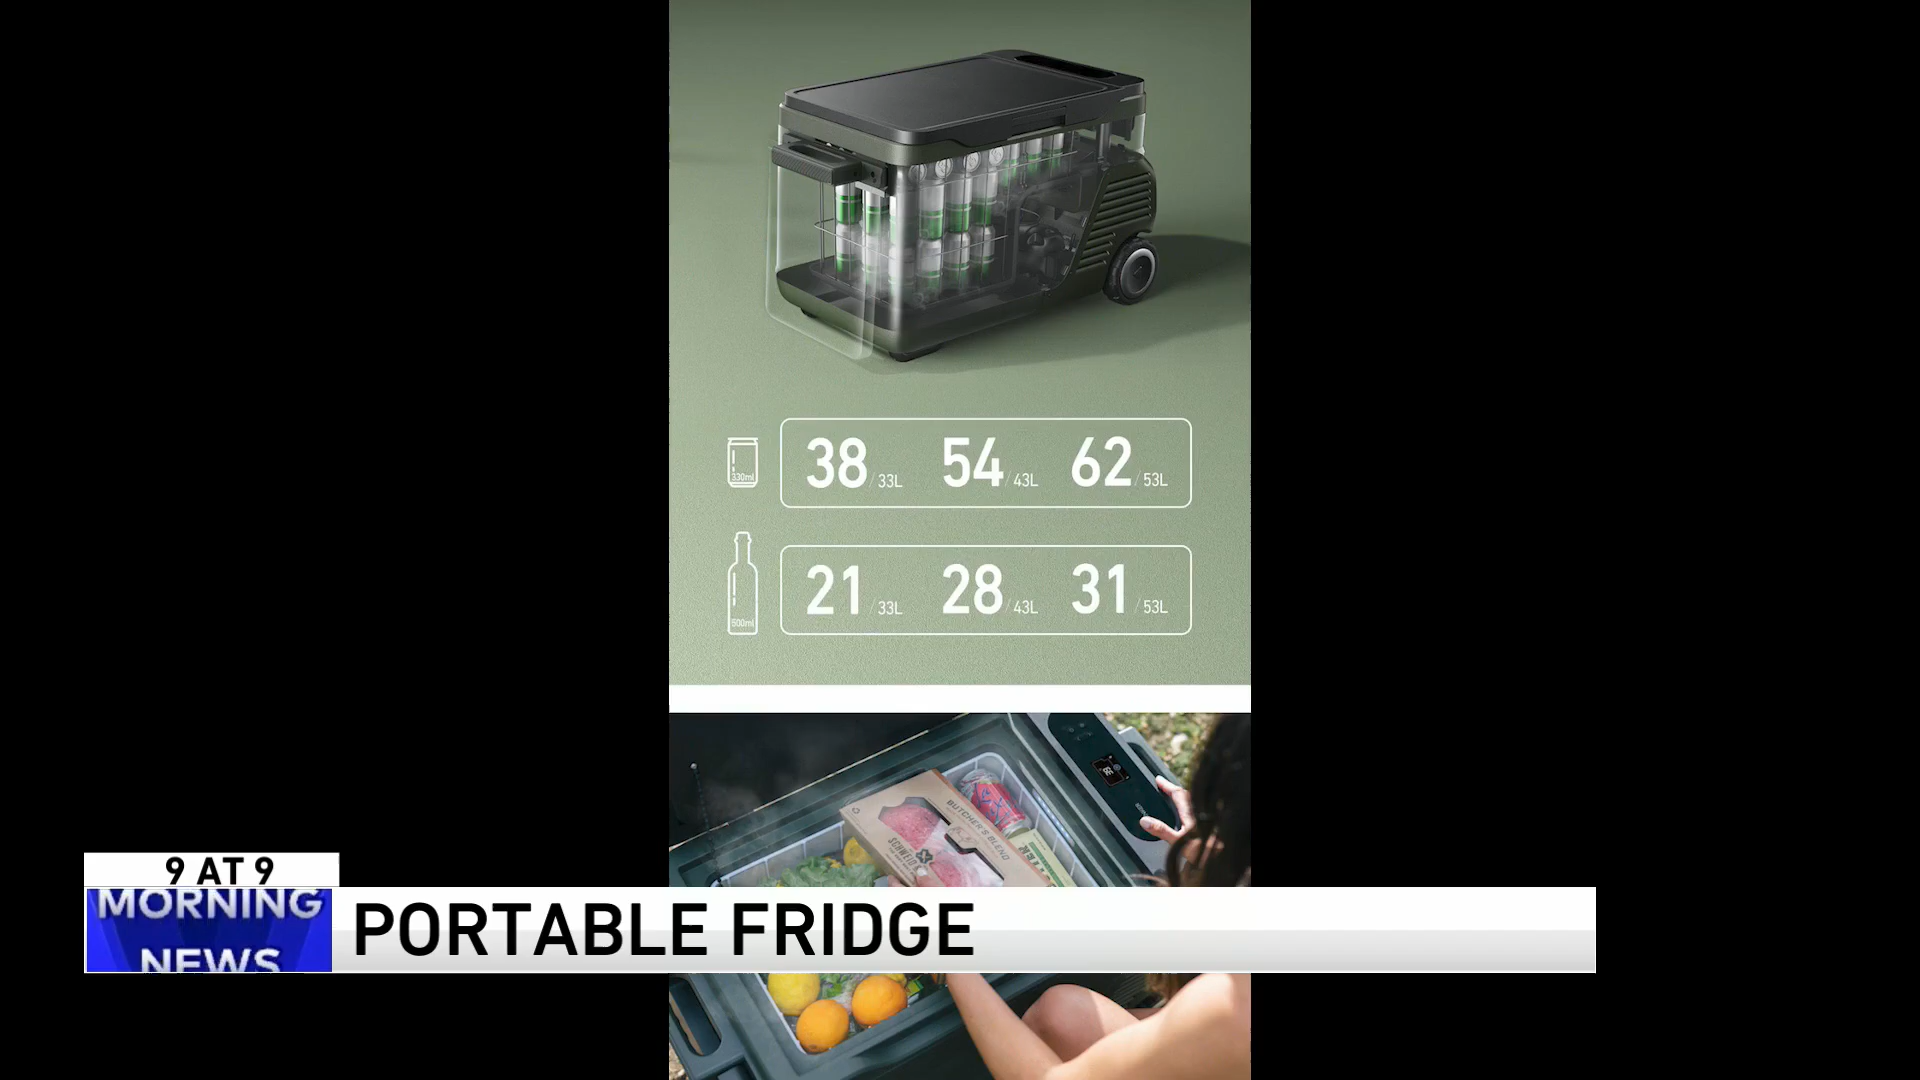 38 /33L 54 /43L 62 /53L
330ml
21 /33L 28 /43L 31 /53L
500ml
BUTCHER'S BLEND
9 AT 9
MORNING
NEWS
PORTABLE FRIDGE